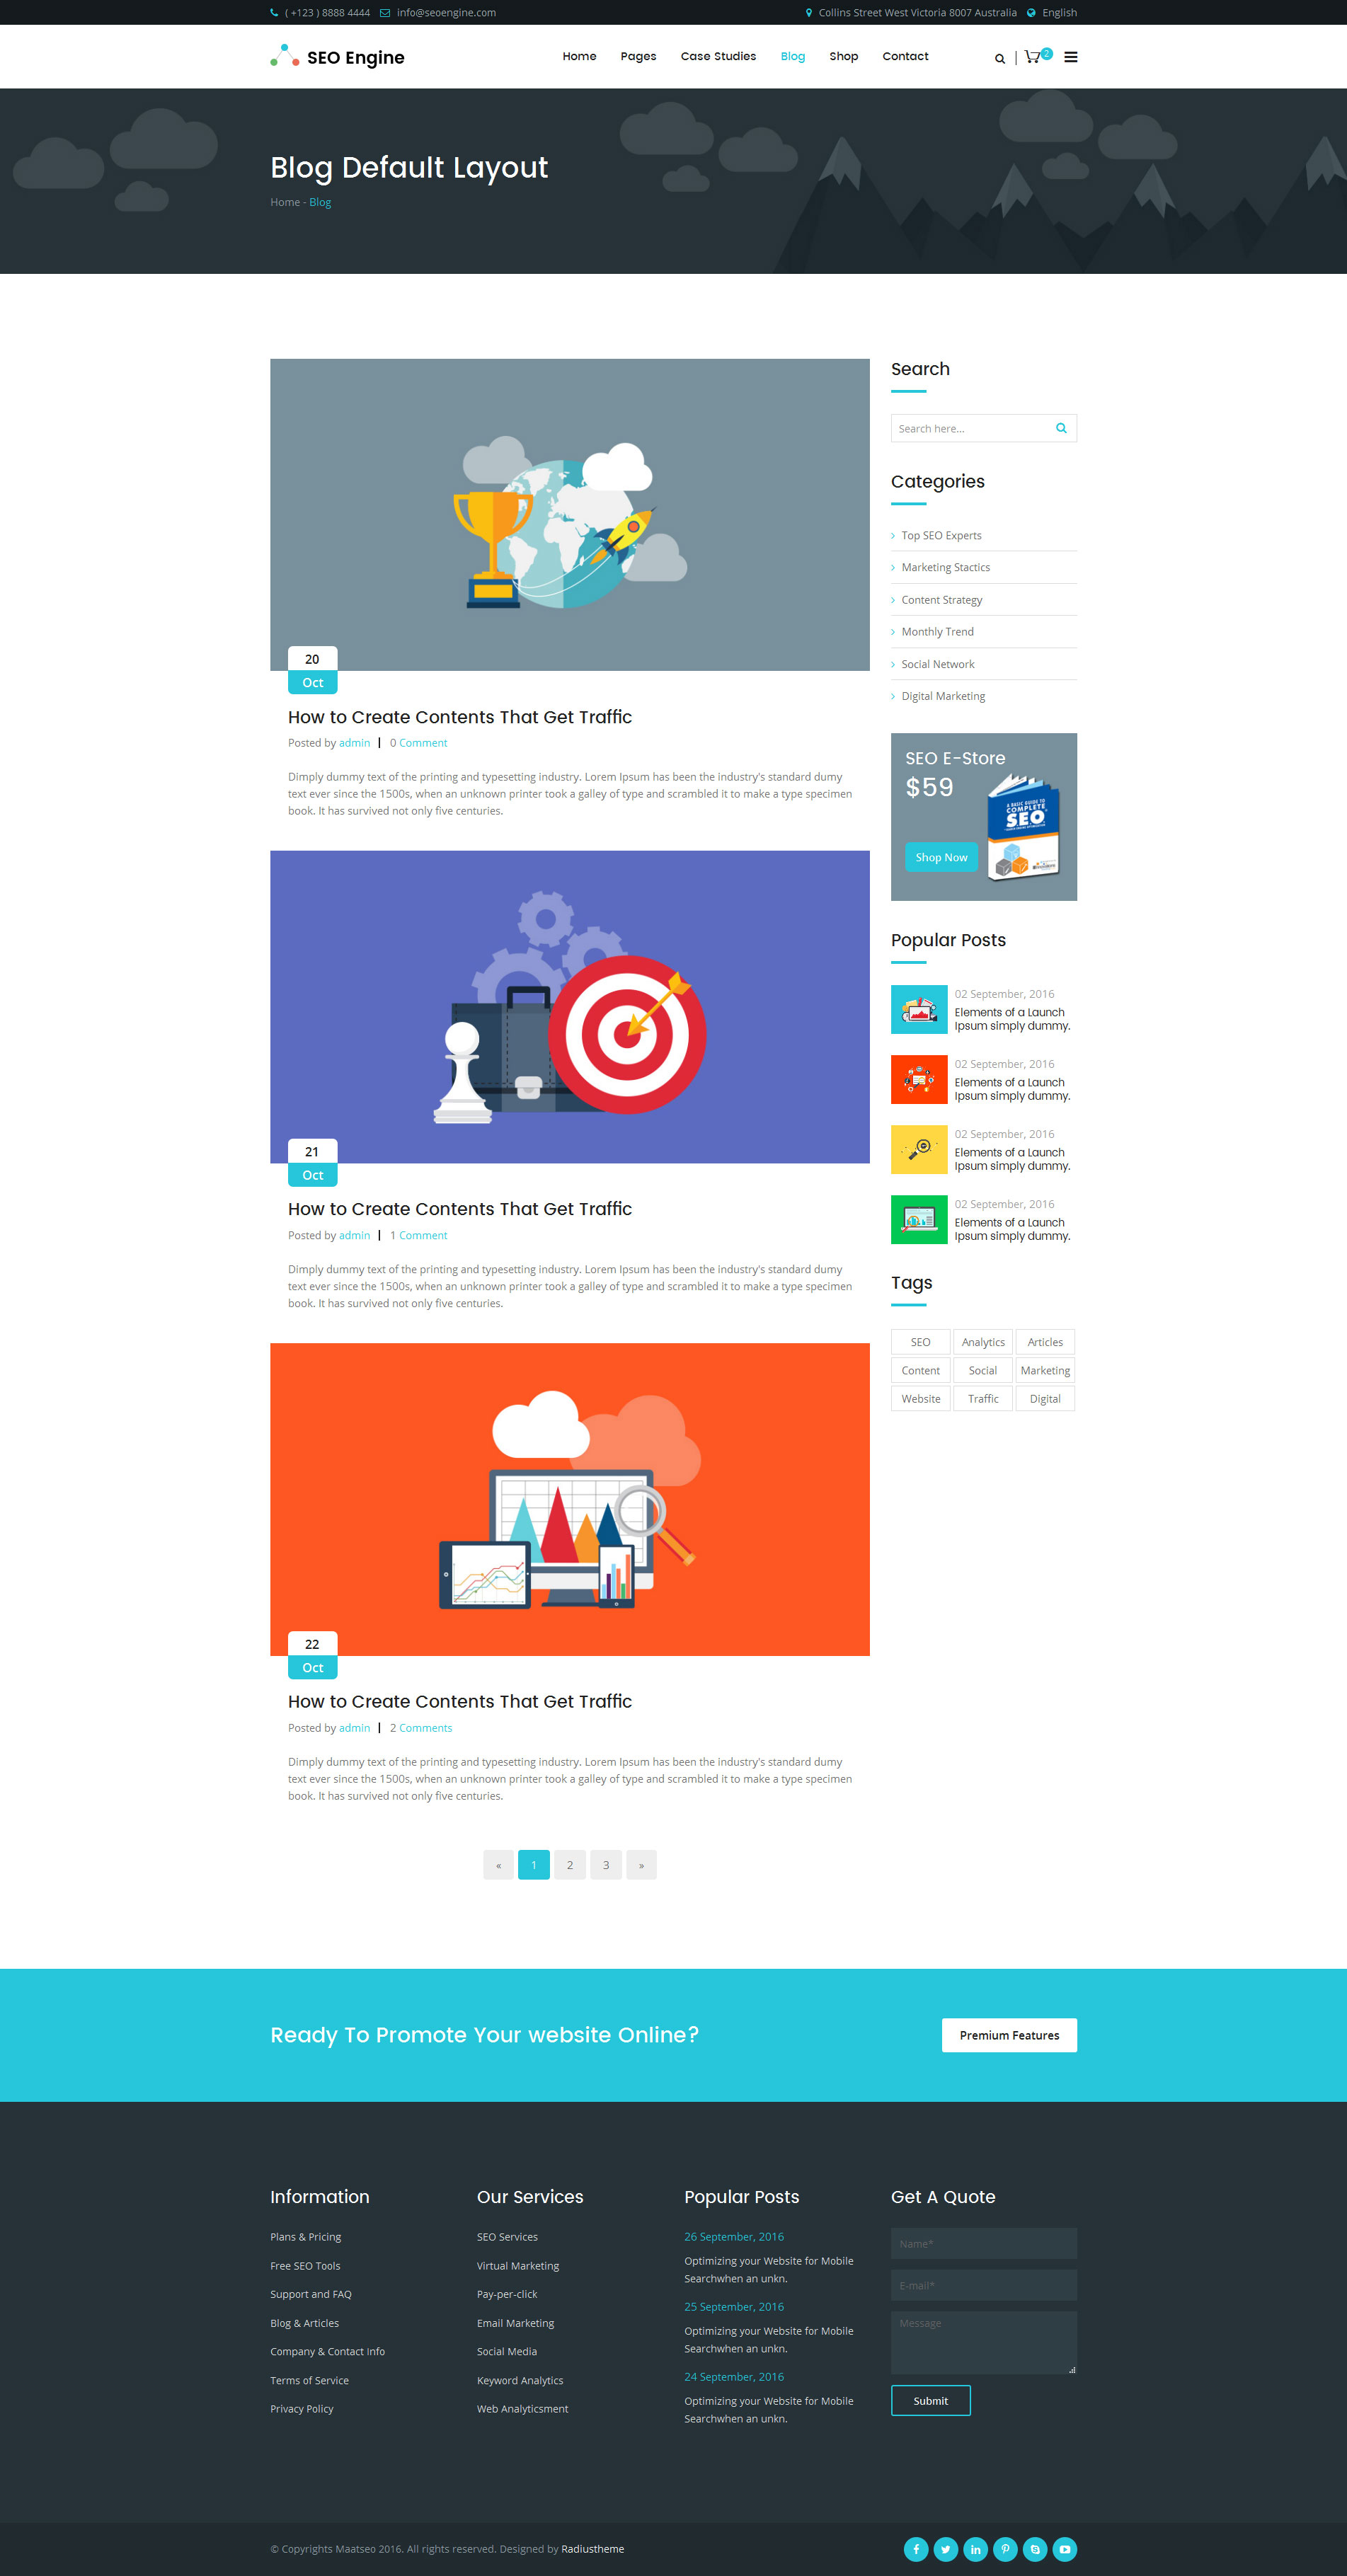 ( +123 ) 8888 4444 info@seoengine.com Collins Street West Victoria 8007 Australia English
SEO Engine Home Pages Case Studies Blog Shop Contact 2
Blog Default Layout
Home - Blog
20
Oct
How to Create Contents That Get Traffic
Posted by admin | 0 Comment
Dimply dummy text of the printing and typesetting industry. Lorem Ipsum has been the industry's standard dumy
text ever since the 1500s, when an unknown printer took a galley of type and scrambled it to make a type specimen
book. It has survived not only five centuries.
21
Oct
How to Create Contents That Get Traffic
Posted by admin | 1 Comment
Dimply dummy text of the printing and typesetting industry. Lorem Ipsum has been the industry's standard dumy
text ever since the 1500s, when an unknown printer took a galley of type and scrambled it to make a type specimen
book. It has survived not only five centuries.
22
Oct
How to Create Contents That Get Traffic
Posted by admin | 2 Comments
Dimply dummy text of the printing and typesetting industry. Lorem Ipsum has been the industry's standard dumy
text ever since the 1500s, when an unknown printer took a galley of type and scrambled it to make a type specimen
book. It has survived not only five centuries.
« 1 2 3 »
Search
Search here...
Categories
Top SEO Experts
Marketing Stactics
Content Strategy
Monthly Trend
Social Network
Digital Marketing
SEO E-Store
$59
Shop Now
A BASIC GUIDE TO
COMPLETE
SEO
Popular Posts
02 September, 2016
Elements of a Launch
Ipsum simply dummy.
02 September, 2016
Elements of a Launch
Ipsum simply dummy.
02 September, 2016
Elements of a Launch
Ipsum simply dummy.
02 September, 2016
Elements of a Launch
Ipsum simply dummy.
Tags
SEO Analytics Articles
Content Social Marketing
Website Traffic Digital
Ready To Promote Your website Online? Premium Features
Information
Plans & Pricing
Free SEO Tools
Support and FAQ
Blog & Articles
Company & Contact Info
Terms of Service
Privacy Policy
Our Services
SEO Services
Virtual Marketing
Pay-per-click
Email Marketing
Social Media
Keyword Analytics
Web Analyticsment
Popular Posts
26 September, 2016
Optimizing your Website for Mobile
Searchwhen an unkn.
25 September, 2016
Optimizing your Website for Mobile
Searchwhen an unkn.
24 September, 2016
Optimizing your Website for Mobile
Searchwhen an unkn.
Get A Quote
Name*
E-mail*
Message
Submit
© Copyrights Maatseo 2016. All rights reserved. Designed by Radiustheme